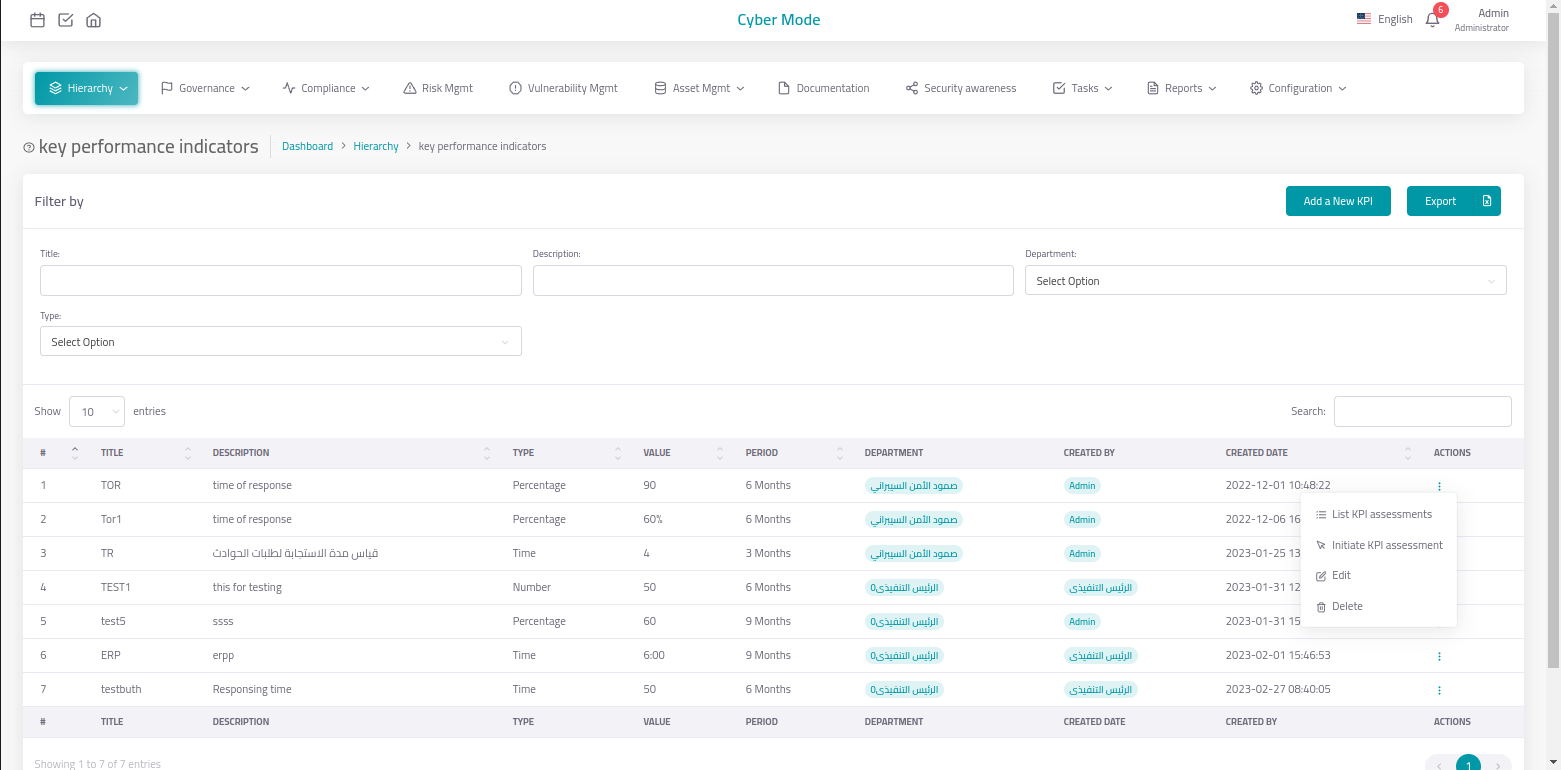 Cyber Mode
English
6
Admin
Administrator
Hierarchy Governance Compliance Risk Mgmt Vulnerability Mgmt Asset Mgmt Documentation Security awareness Tasks Reports Configuration
key performance indicators Dashboard > Hierarchy > key performance indicators
Filter by Add a New KPI Export
Title: Description: Department:
Select Option
Type:
Select Option
Show 10 entries Search:
# TITLE DESCRIPTION TYPE VALUE PERIOD DEPARTMENT CREATED BY CREATED DATE ACTIONS
1 TOR time of response Percentage 90 6 Months صمود الأمن السيبراني Admin 2022-12-01 10:48:22
2 Tor1 time of response Percentage 60% 6 Months صمود الأمن السيبراني Admin 2022-12-06 16
3 TR قياس مدة الاستجابة لطلبات الحوادث Time 4 3 Months صمود الأمن السيبراني Admin 2023-01-25 13
4 TEST1 this for testing Number 50 6 Months الرئيس التنفيذى0 الرئيس التنفيذى 2023-01-31 12
5 test5 ssss Percentage 60 9 Months الرئيس التنفيذى0 Admin 2023-01-31 15
6 ERP erpp Time 6:00 9 Months الرئيس التنفيذى0 الرئيس التنفيذى 2023-02-01 15:46:53
7 testbuth Responsing time Time 50 6 Months الرئيس التنفيذى0 الرئيس التنفيذى 2023-02-27 08:40:05
# TITLE DESCRIPTION TYPE VALUE PERIOD DEPARTMENT CREATED DATE CREATED BY ACTIONS
List KPI assessments
Initiate KPI assessment
Edit
Delete
Showing 1 to 7 of 7 entries 1